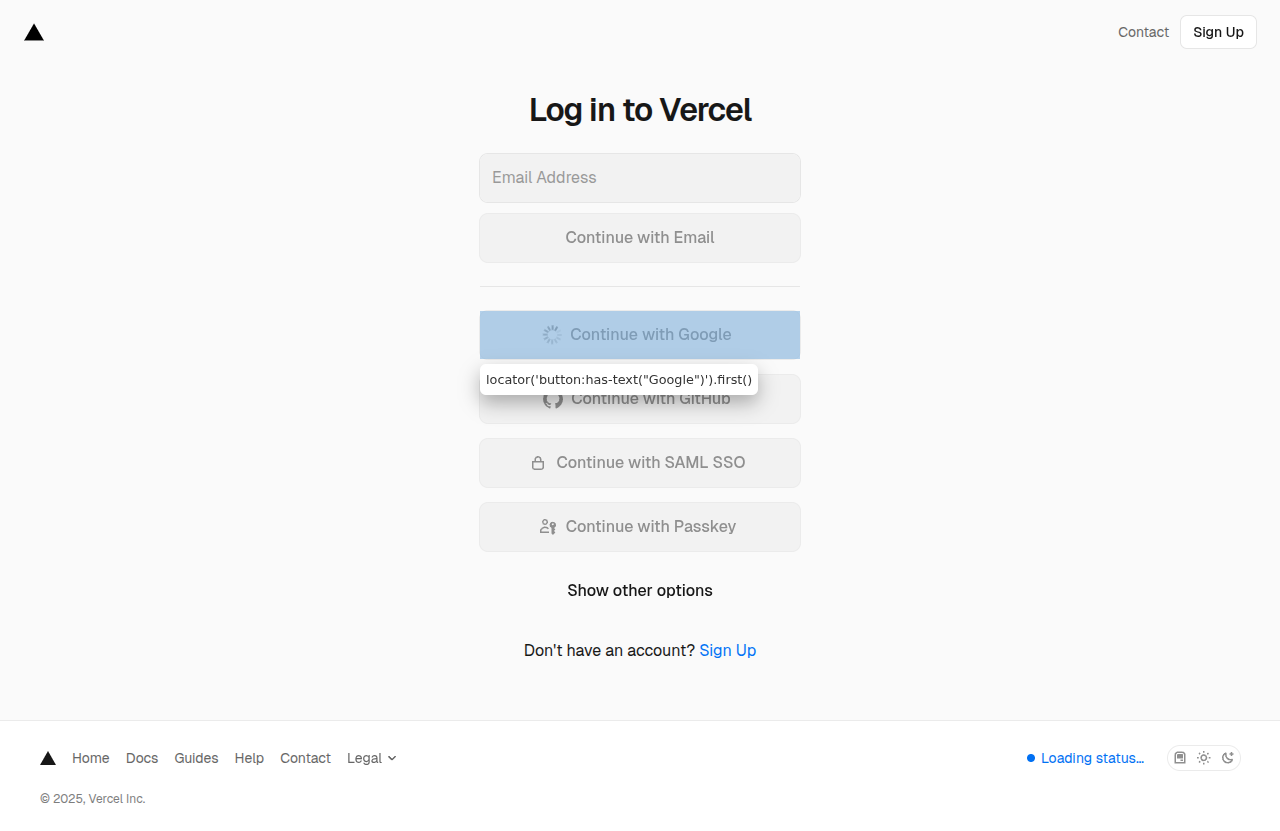 Contact
Sign Up
Log in to Vercel
Email Address
Continue with Email
Continue with Google
locator('button:has-text("Google")').first()
Continue with GitHub
Continue with SAML SSO
Continue with Passkey
Show other options
Don't have an account? Sign Up
Home
Docs
Guides
Help
Contact
Legal
Loading status…
© 2025, Vercel Inc.